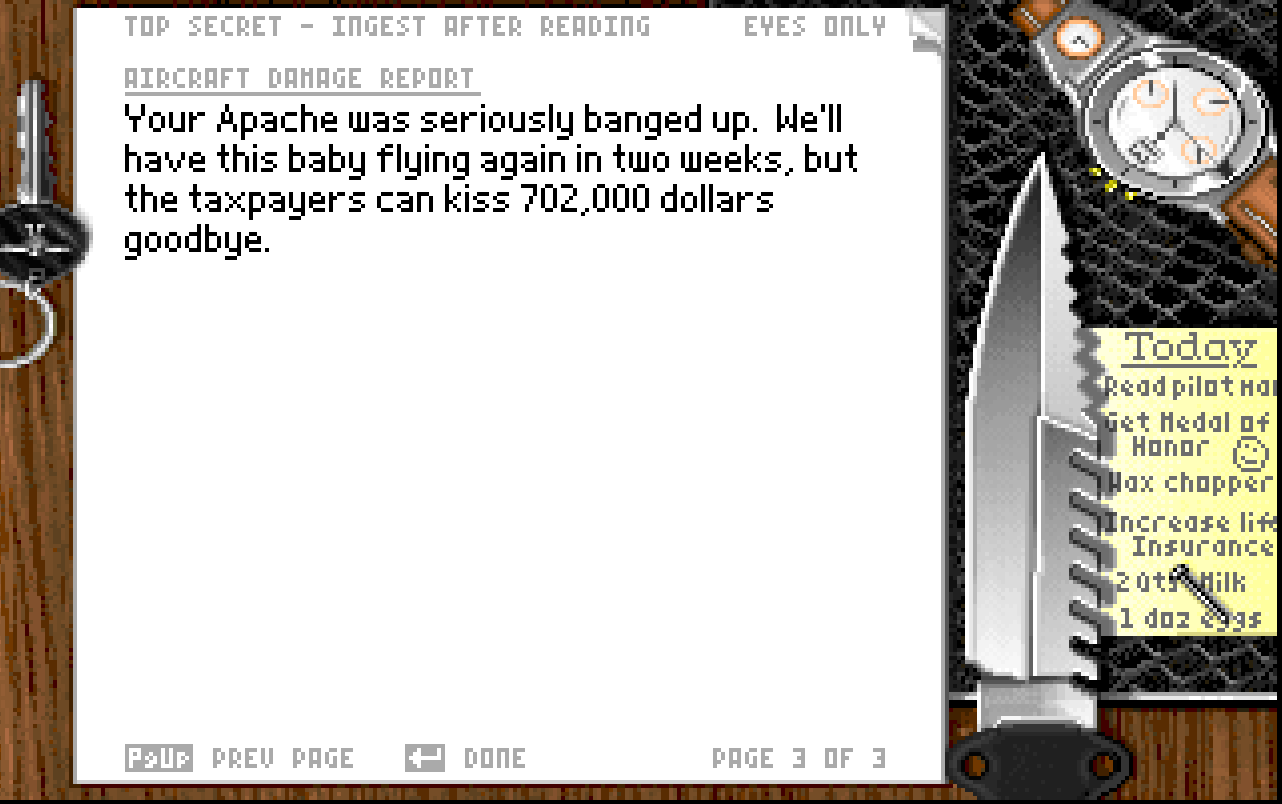 TOP SECRET - INGEST AFTER READING EYES ONLY
AIRCRAFT DAMAGE REPORT
Your Apache was seriously banged up. We'll
have this baby flying again in two weeks, but
the taxpayers can kiss 702,000 dollars
goodbye.
PgUp PREV PAGE DONE PAGE 3 OF 3
Today
Read pilot
Get Medal of
Honor
Wax chopper
Increase
Insurance
2 Qts Milk
1 doz eggs